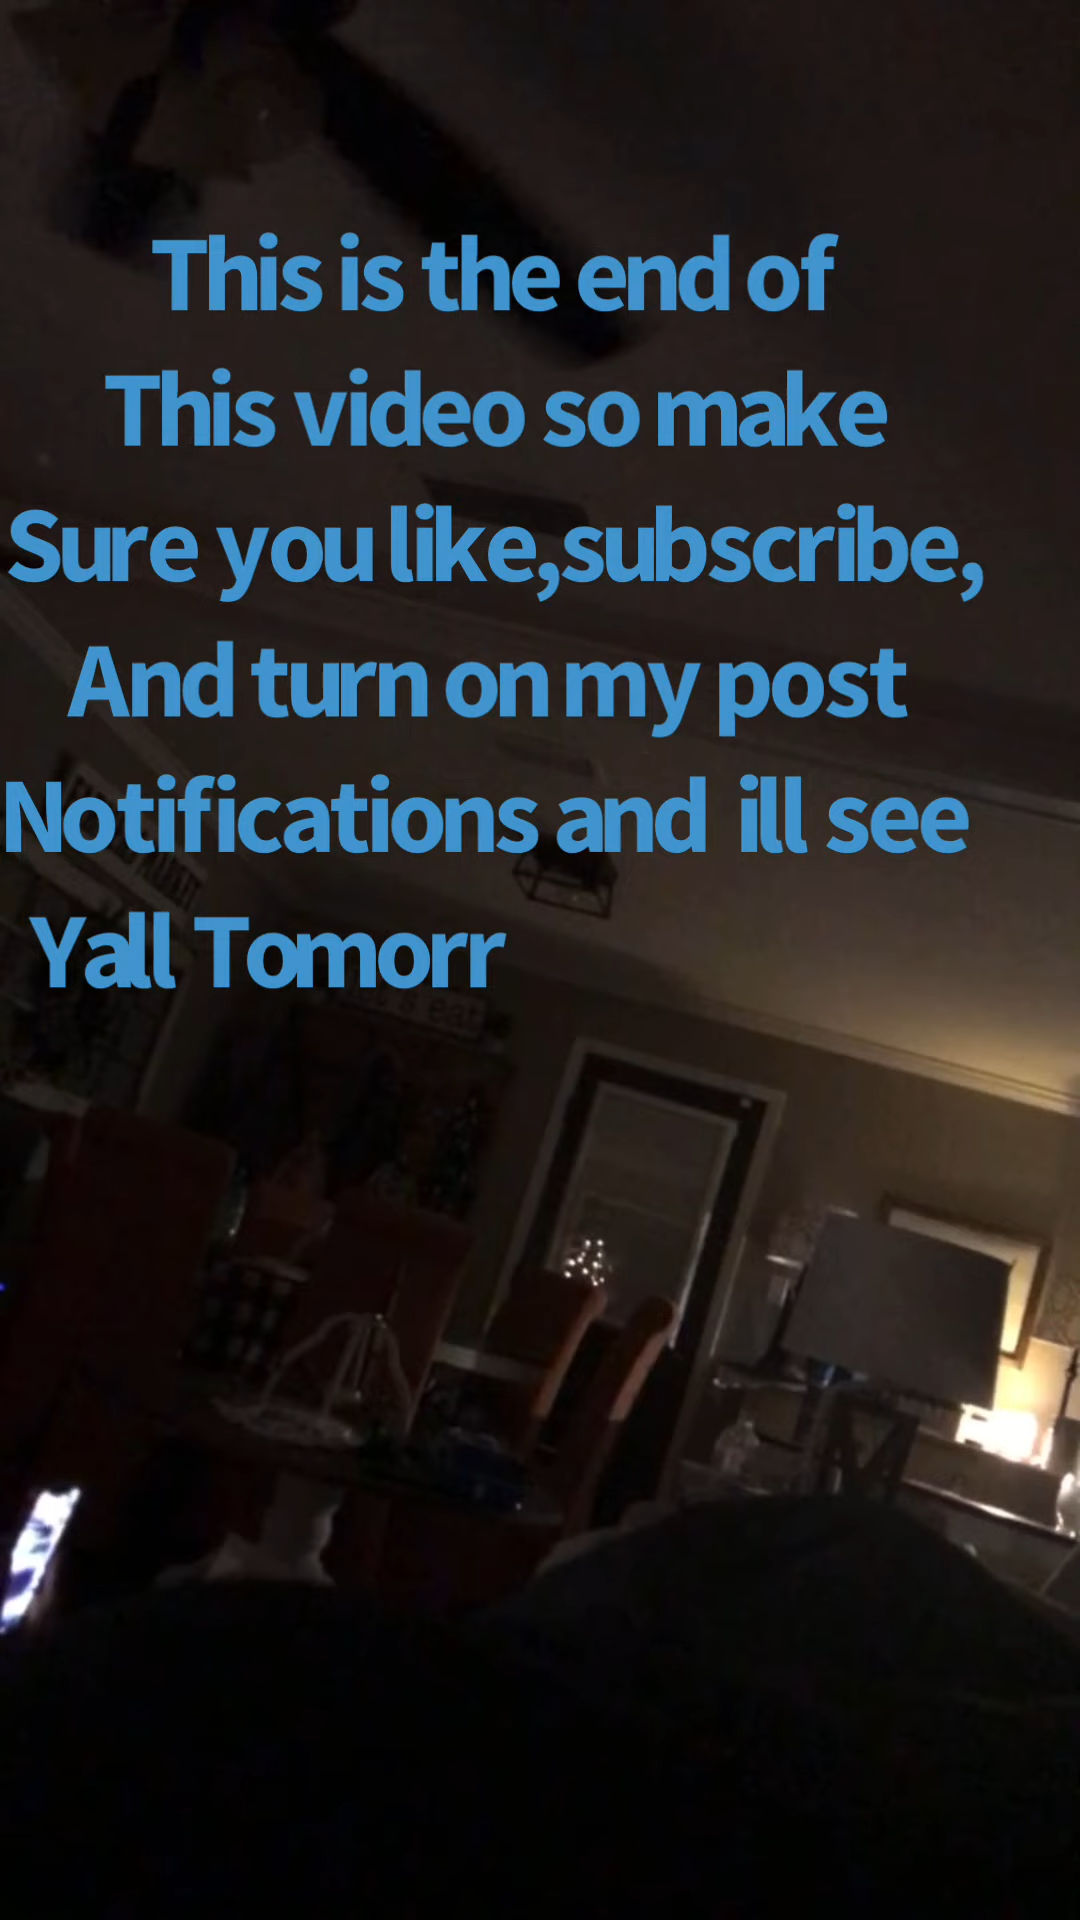 This is the end of
This video so make
Sure you like,subscribe,
And turn on my post
Notifications and ill see
Yall Tomorr
eat